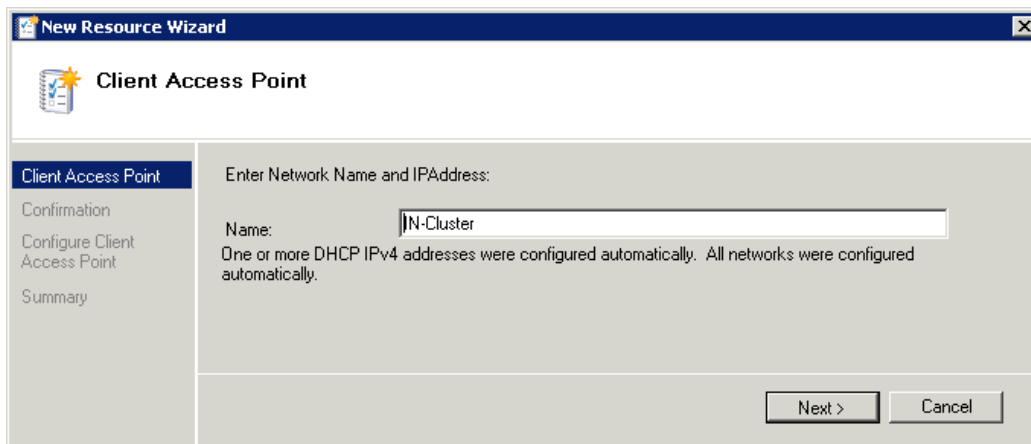 New Resource Wizard
Client Access Point
Client Access Point
Confirmation
Configure Client
Access Point
Summary
Enter Network Name and IPAddress:
Name: IN-Cluster
One or more DHCP IPv4 addresses were configured automatically. All networks were configured
automatically.
Next >
Cancel